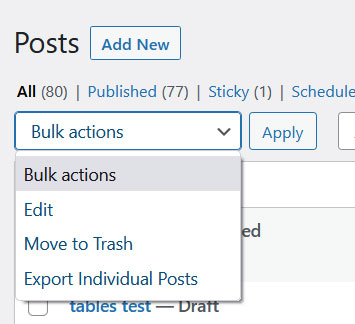 Posts Add New
All (80) | Published (77) | Sticky (1) | Schedule
Bulk actions Apply
Bulk actions
Edit
Move to Trash
Export Individual Posts
tables test — Draft